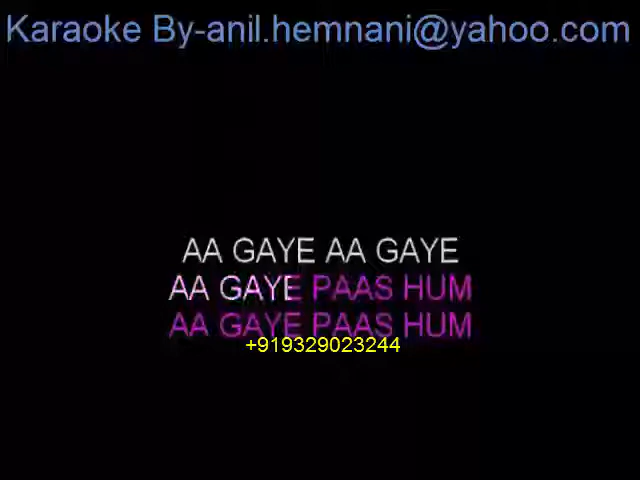 Karaoke By-anil.hemnani@yahoo.com
AA GAYE AA GAYE
AA GAYE PAAS HUM
AA GAYE PAAS HUM
+919329023244